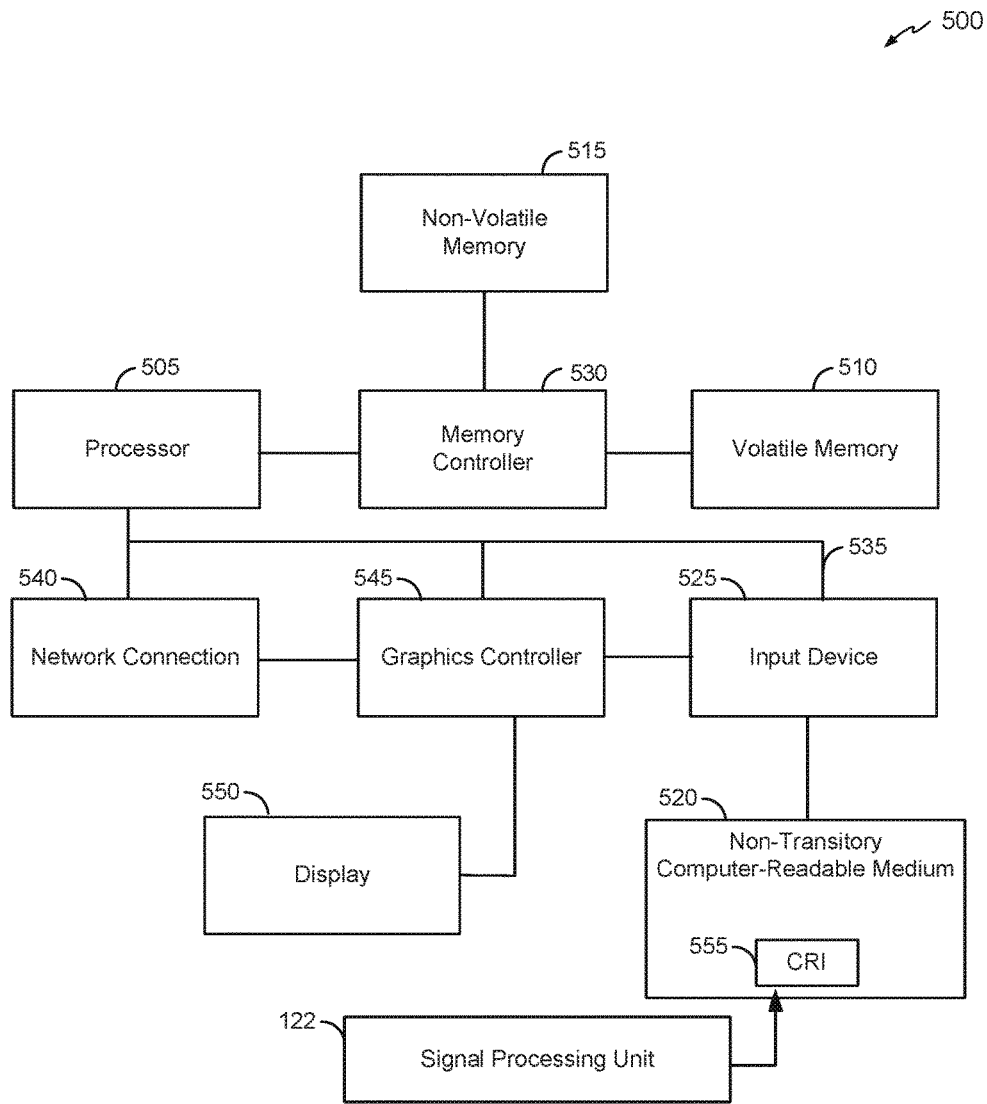 500
515
Non-Volatile
Memory
505
530
510
Processor
Memory
Controller
Volatile Memory
535
540
545
525
Network Connection
Graphics Controller
Input Device
550
520
Display
Non-Transitory
Computer-Readable Medium
555
CRI
122
Signal Processing Unit